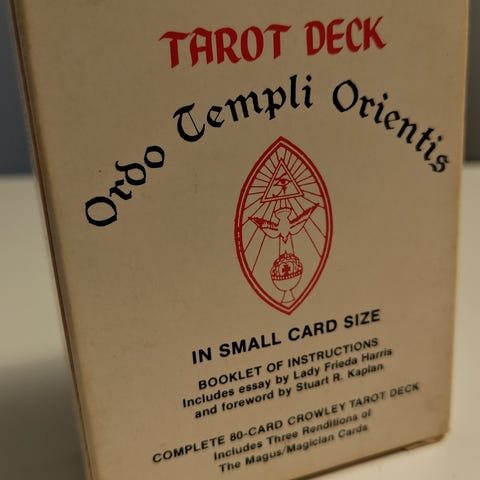 TAROT DECK
Ordo Templi Orientis
IN SMALL CARD SIZE
BOOKLET OF INSTRUCTIONS
Includes essay by Lady Frieda Harris
and foreword by Stuart R. Kaplan
COMPLETE 80-CARD CROWLEY TAROT DECK
Includes Three Renditions of
The Magus/Magician Cards